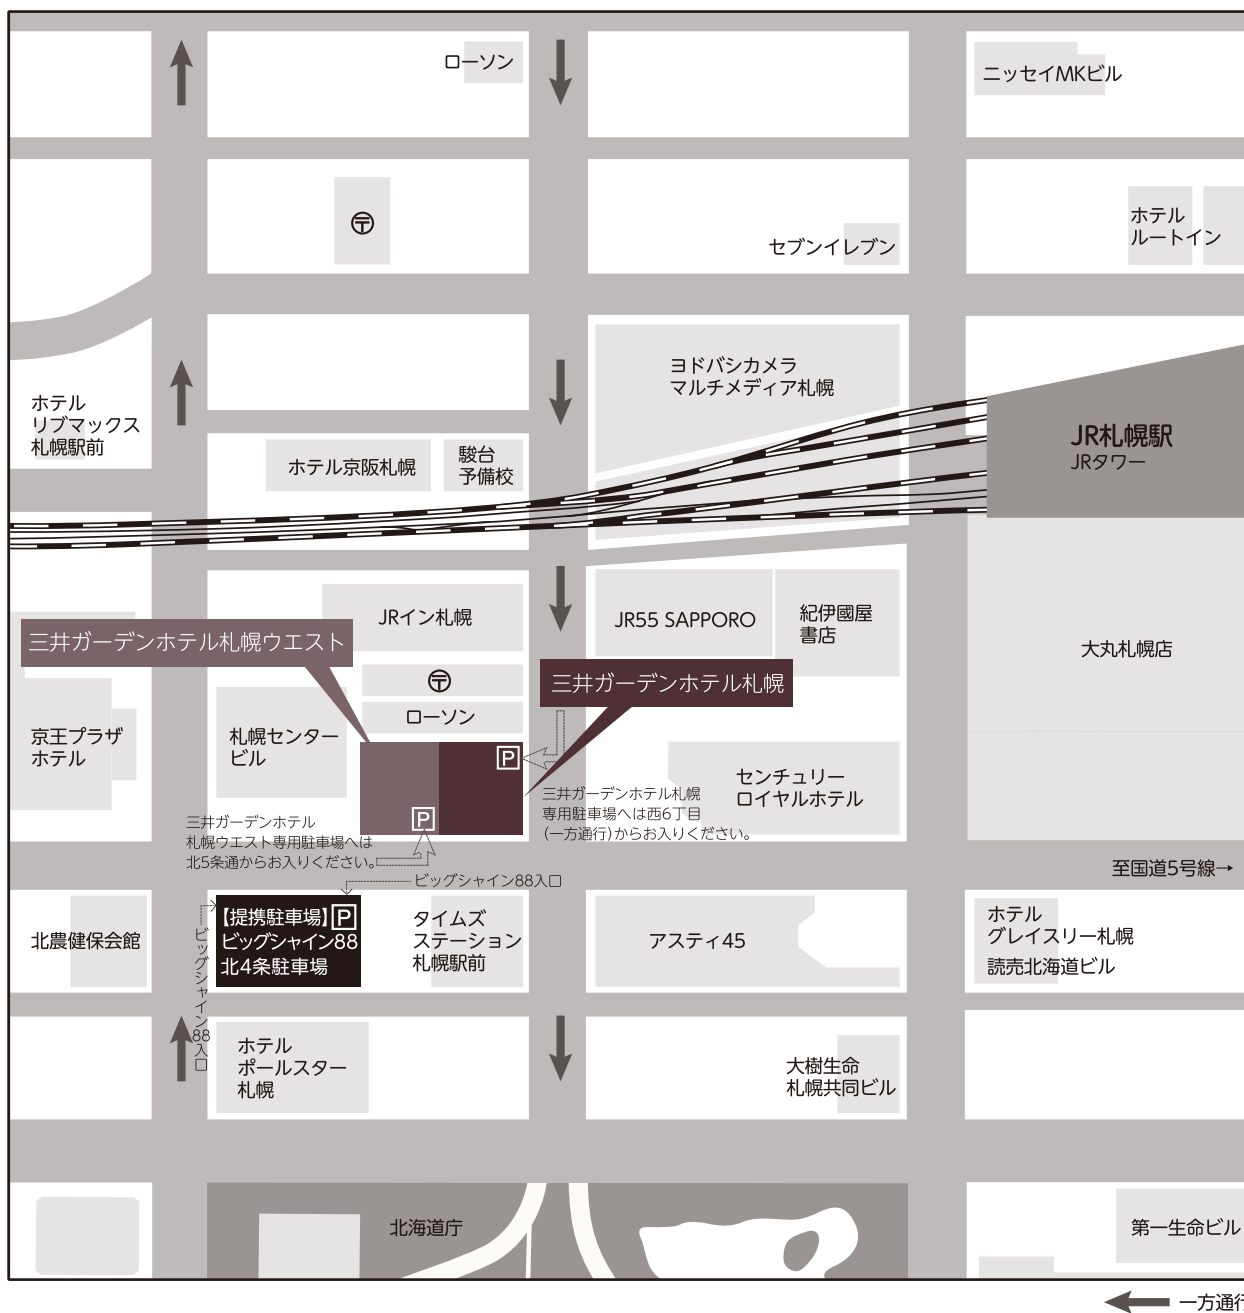 ローソン
ニッセイMKビル
〒
セブンイレブン
ホテル
ルートイン
ヨドバシカメラ
マルチメディア札幌
ホテル
リブマックス
札幌駅前
ホテル京阪札幌
駿台
予備校
JR札幌駅
JRタワー
JRイン札幌
JR55 SAPPORO
紀伊國屋
書店
大丸札幌店
三井ガーデンホテル札幌ウエスト
〒
三井ガーデンホテル札幌
ローソン
京王プラザ
ホテル
札幌センター
ビル
P
センチュリー
ロイヤルホテル
三井ガーデンホテル札幌
専用駐車場へは西6丁目
(一方通行)からお入りください。
P
三井ガーデンホテル
札幌ウエスト専用駐車場へは
北5条通からお入りください。
至国道5号線→
ビッグシャイン88入口
北農健保会館
ビッグシャイン88入口
【提携駐車場】P
ビッグシャイン88
北4条駐車場
タイムズ
ステーション
札幌駅前
アスティ45
ホテル
グレイスリー札幌
読売北海道ビル
ホテル
ポールスター
札幌
大樹生命
札幌共同ビル
北海道庁
第一生命ビル
一方通行